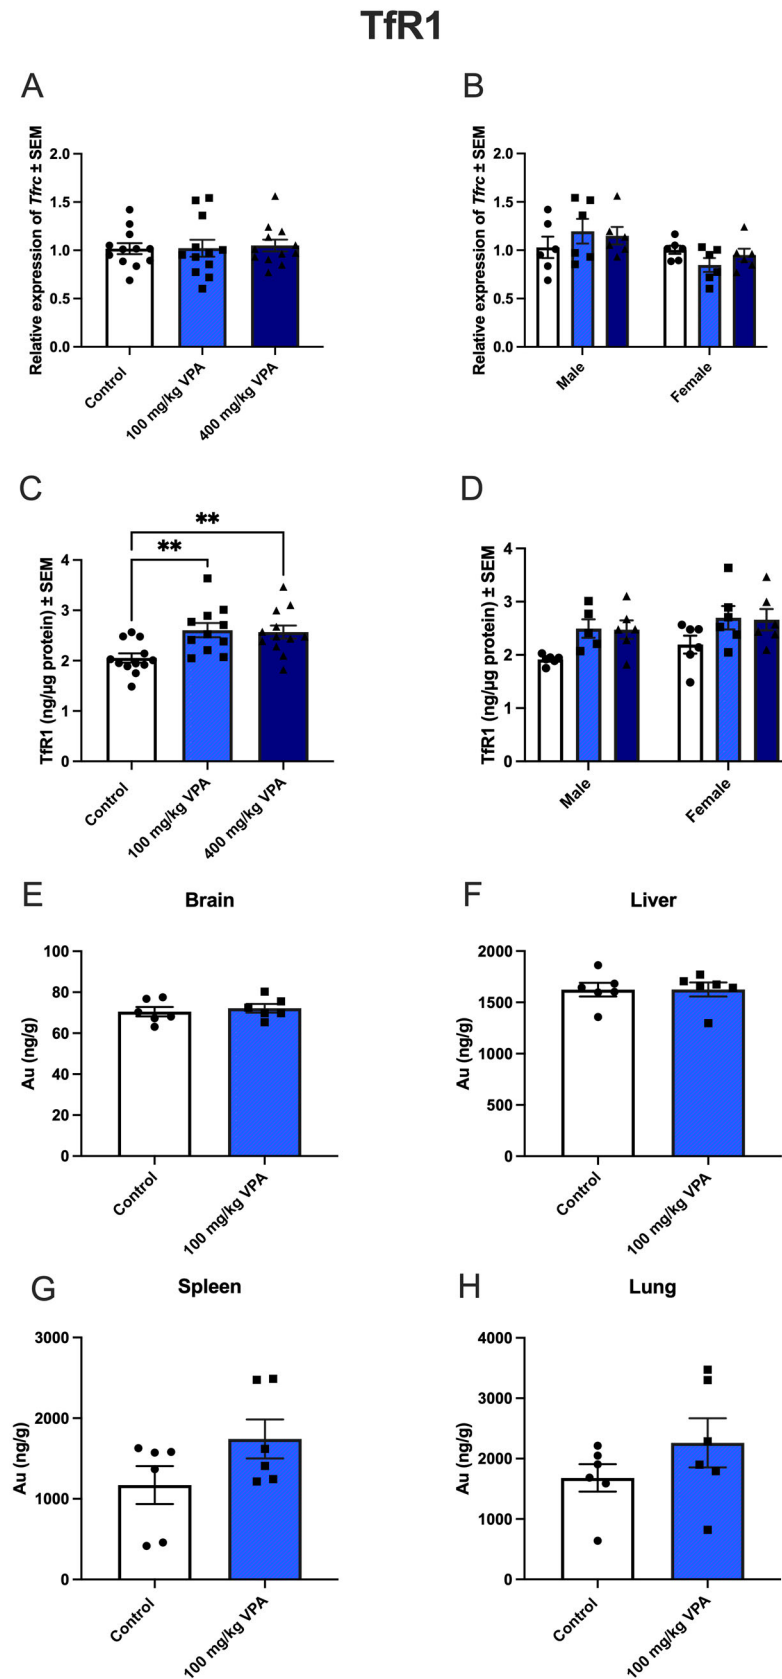 TfR1
A
Relative expression of Tfrc ± SEM
2.0
1.5
1.0
0.5
0.0
Control
100 mg/kg VPA
400 mg/kg VPA
B
Relative expression of Tfrc ± SEM
2.0
1.5
1.0
0.5
0.0
Male
Female
C
TfR1 (ng/µg protein) ± SEM
4
3
2
1
0
**
**
Control
100 mg/kg VPA
400 mg/kg VPA
D
TfR1 (ng/µg protein) ± SEM
4
3
2
1
0
Male
Female
E
Brain
Au (ng/g)
100
80
60
40
20
0
Control
100 mg/kg VPA
F
Liver
Au (ng/g)
2000
1500
1000
500
0
Control
100 mg/kg VPA
G
Spleen
Au (ng/g)
3000
2000
1000
0
Control
100 mg/kg VPA
H
Lung
Au (ng/g)
4000
3000
2000
1000
0
Control
100 mg/kg VPA